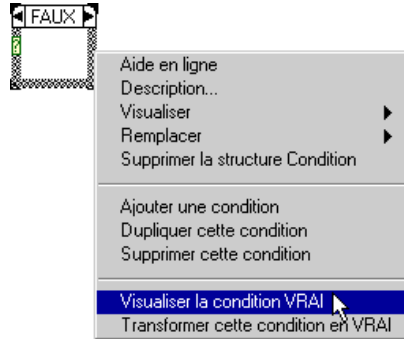 FAUX
?
Aide en ligne
Description...
Visualiser
Remplacer
Supprimer la structure Condition
Ajouter une condition
Dupliquer cette condition
Supprimer cette condition
Visualiser la condition VRAI
Transformer cette condition en VRAI